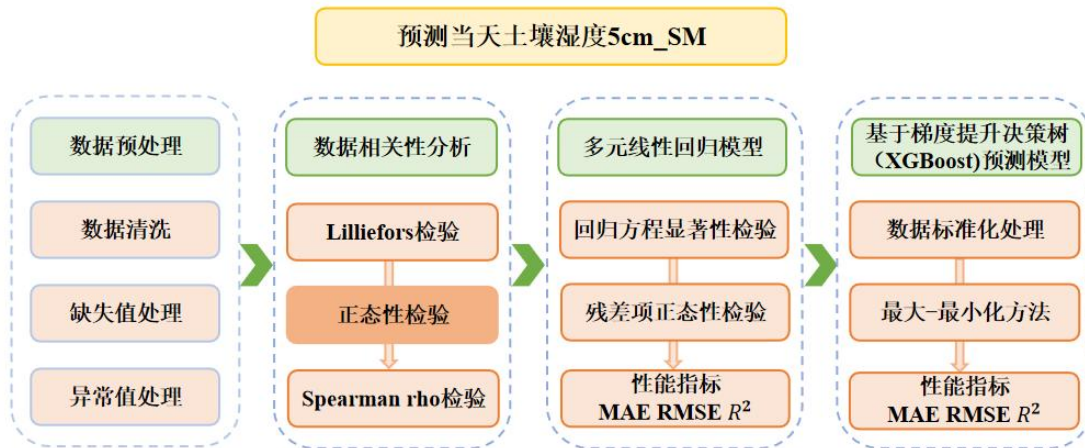 预测当天土壤湿度5cm_SM
数据预处理
数据清洗
缺失值处理
异常值处理
数据相关性分析
Lilliefors检验
正态性检验
Spearman rho检验
多元线性回归模型
回归方程显著性检验
残差项正态性检验
性能指标
MAE RMSE R²
基于梯度提升决策树
（XGBoost)预测模型
数据标准化处理
最大-最小化方法
性能指标
MAE RMSE R²